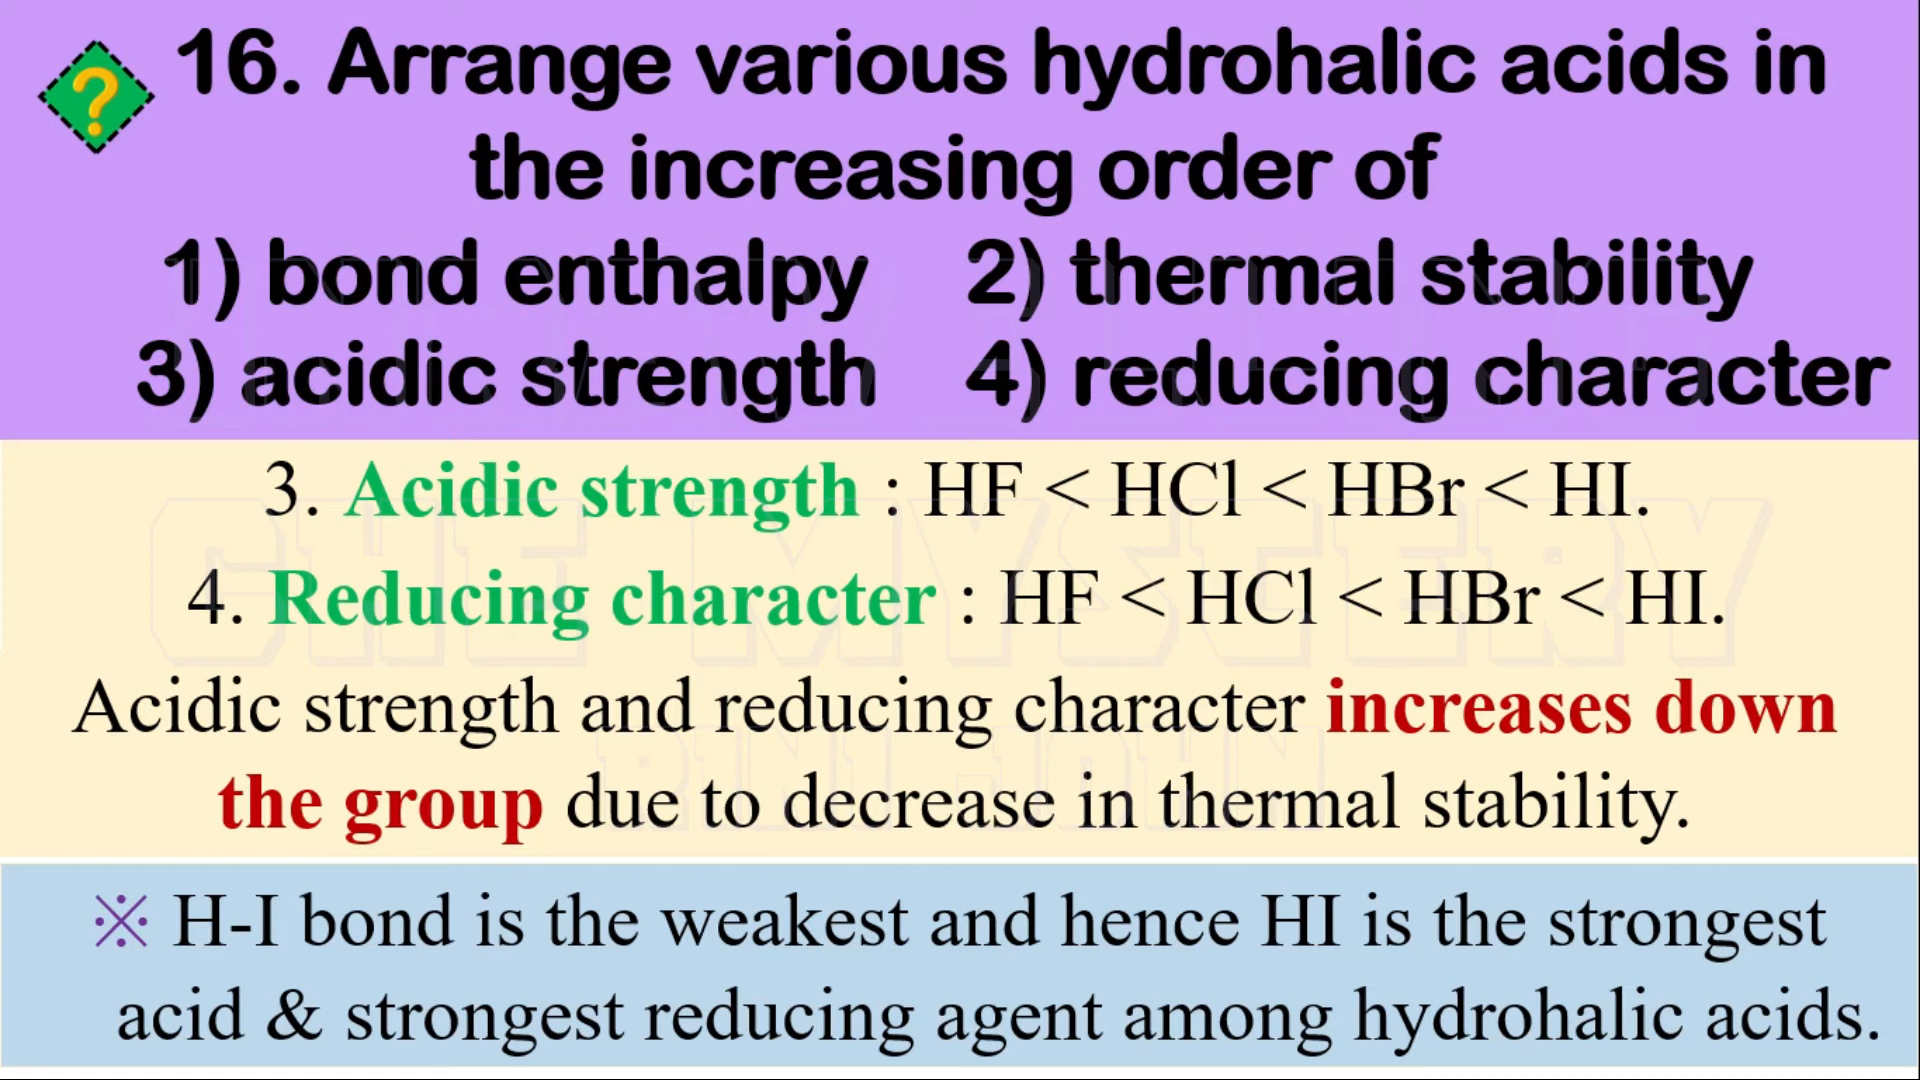 ?
16. Arrange various hydrohalic acids in
the increasing order of
1) bond enthalpy 2) thermal stability
3) acidic strength 4) reducing character
3. Acidic strength : HF < HCl < HBr < HI.
4. Reducing character : HF < HCl < HBr < HI.
CHE MYSTERY
Acidic strength and reducing character increases down
the group due to decrease in thermal stability.
※ H-I bond is the weakest and hence HI is the strongest
acid & strongest reducing agent among hydrohalic acids.